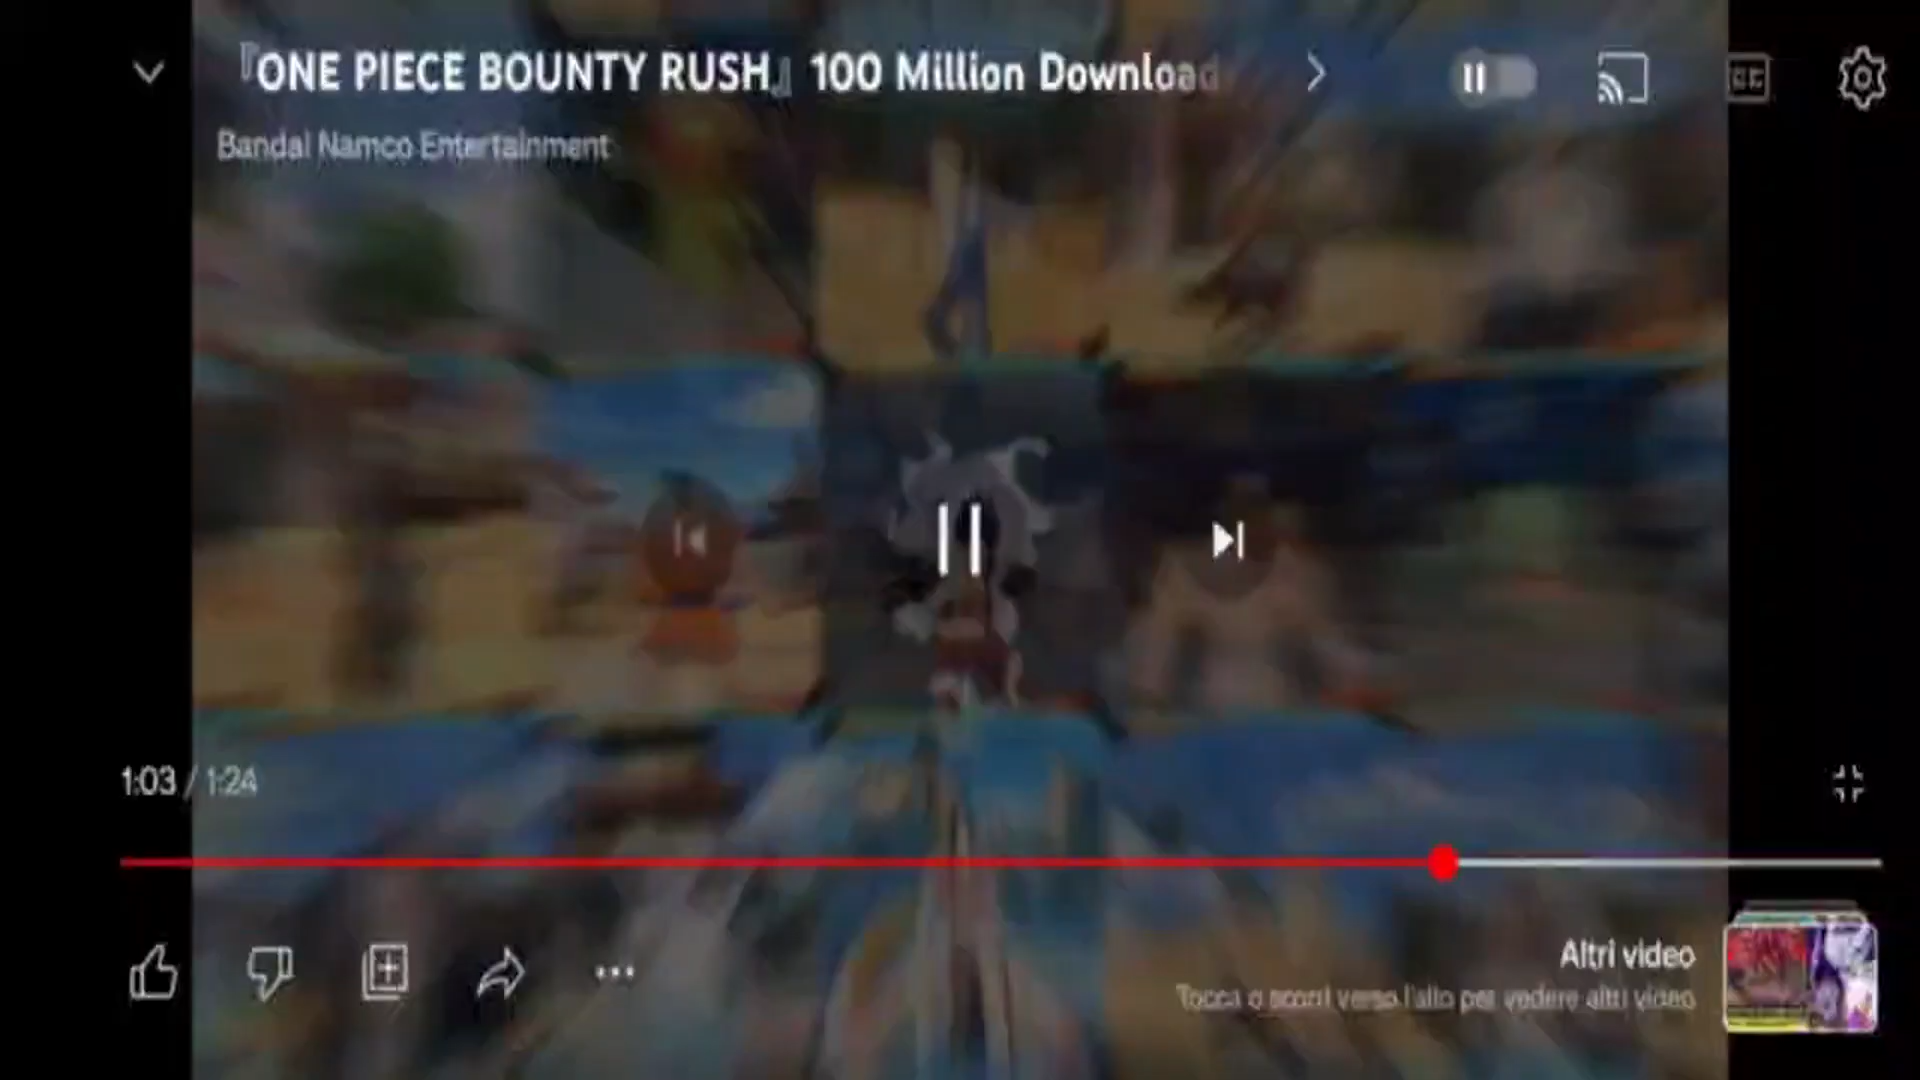 『ONE PIECE BOUNTY RUSH』 100 Million Download
Bandai Namco Entertainment
1:03 / 1:24
Altri video
Tocca o scorri verso l'alto per vedere altri video